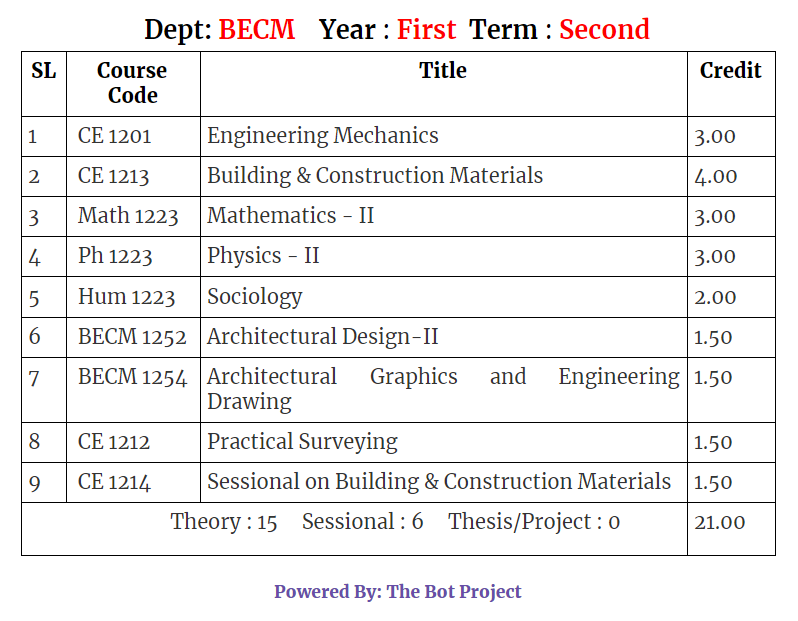 Dept: BECM Year : First Term : Second
SL Course Code Title Credit
1 CE 1201 Engineering Mechanics 3.00
2 CE 1213 Building & Construction Materials 4.00
3 Math 1223 Mathematics - II 3.00
4 Ph 1223 Physics - II 3.00
5 Hum 1223 Sociology 2.00
6 BECM 1252 Architectural Design-II 1.50
7 BECM 1254 Architectural Graphics and Engineering Drawing 1.50
8 CE 1212 Practical Surveying 1.50
9 CE 1214 Sessional on Building & Construction Materials 1.50
Theory : 15 Sessional : 6 Thesis/Project : 0 21.00
Powered By: The Bot Project